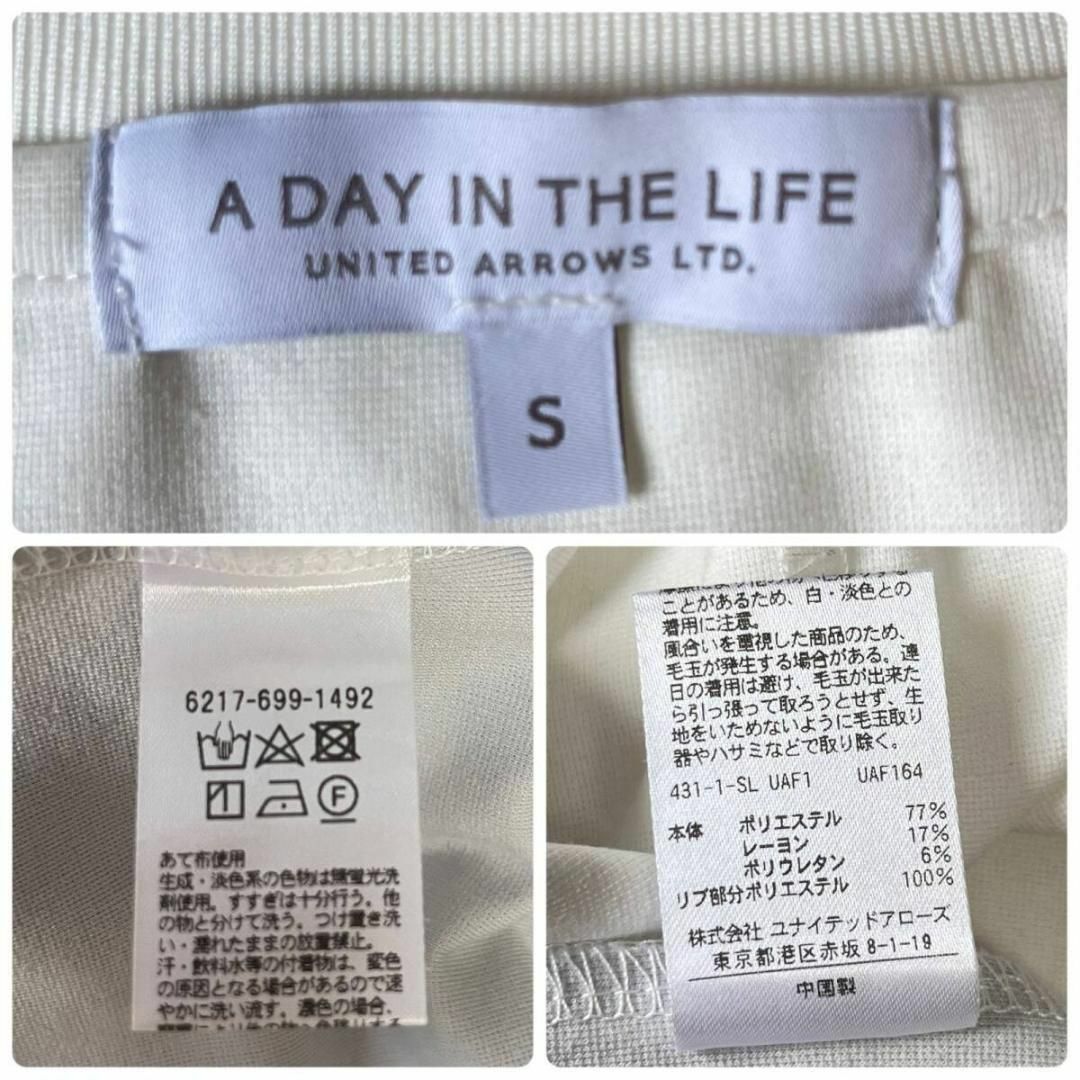 A DAY IN THE LIFE
UNITED ARROWS LTD.
S
6217-699-1492
F
あて布使用
生成・淡色系の色物は無蛍光洗
剤使用。すすぎは十分行う。他
の物と分けて洗う。つけ置き洗
い・濡れたままの放置禁止。
汗・飲料水等の付着物は、変色
の原因となる場合があるので速
やかに洗い流す。濃色の場合、
ことがあるため、白・淡色との
着用に注意。
風合いを重視した商品のため、
毛玉が発生する場合がある。連
日の着用は避け、毛玉が出来た
ら引っ張って取ろうとせず、生
地をいためないように毛玉取り
器やハサミなどで取り除く。
431-1-SL UAF1 UAF164
本体 ポリエステル 77%
レーヨン 17%
ポリウレタン 6%
リブ部分ポリエステル 100%
株式会社 ユナイテッドアローズ
東京都港区赤坂 8-1-19
中国製